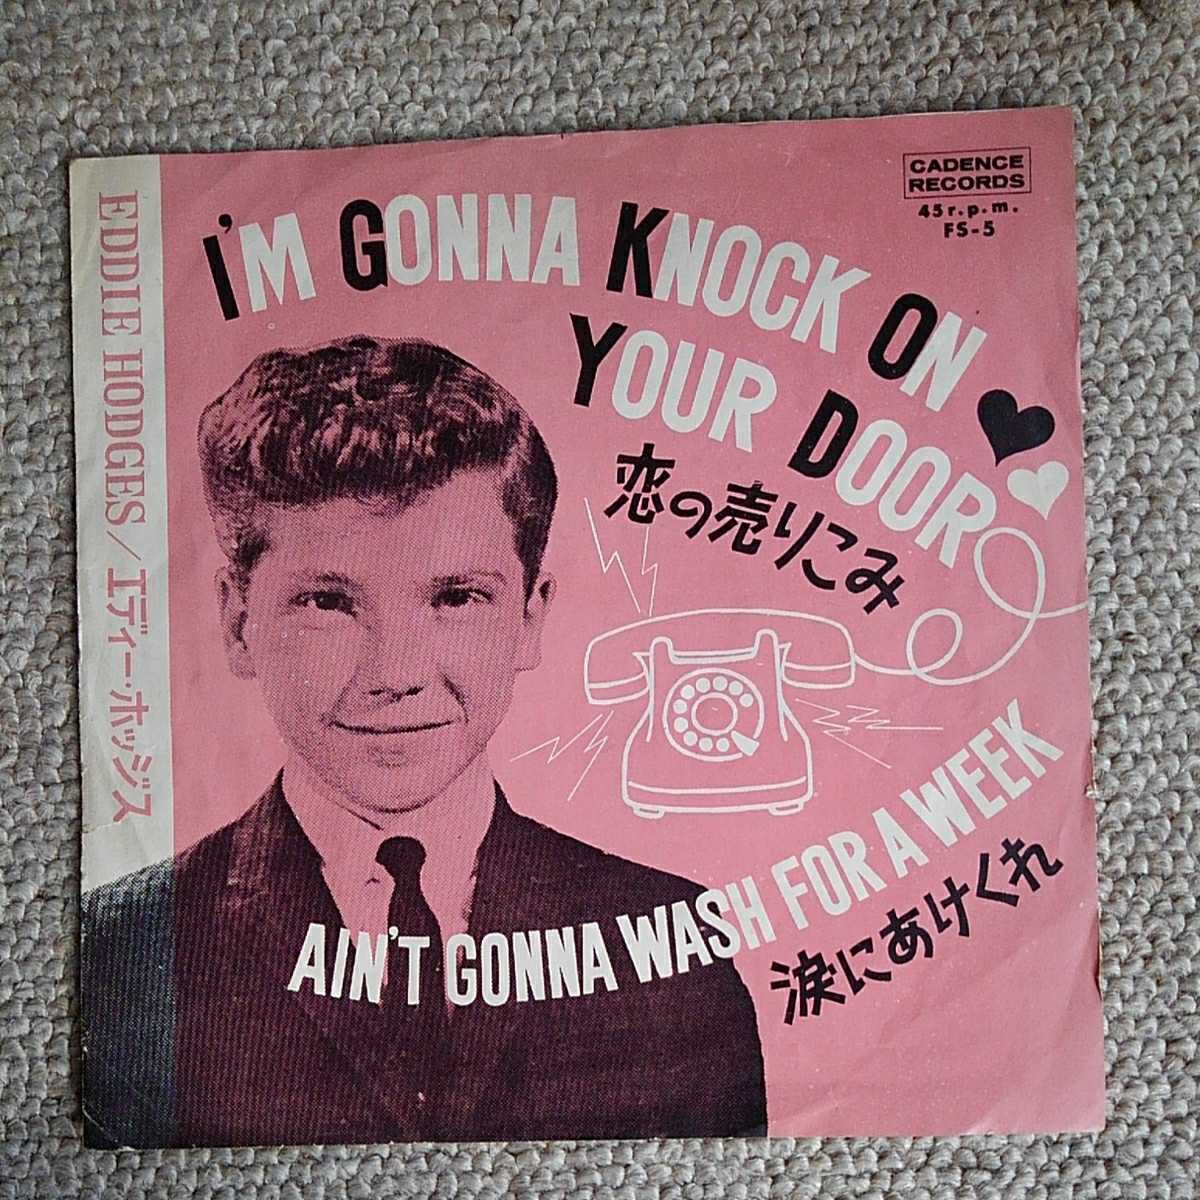 CADENCE
RECORDS
45 r.p.m.
FS-5
EDDIE HODGES / エディー・ホッジス
I'M GONNA KNOCK ON
YOUR DOOR
恋の売りこみ
AIN'T GONNA WASH FOR A WEEK
涙にあけくれ